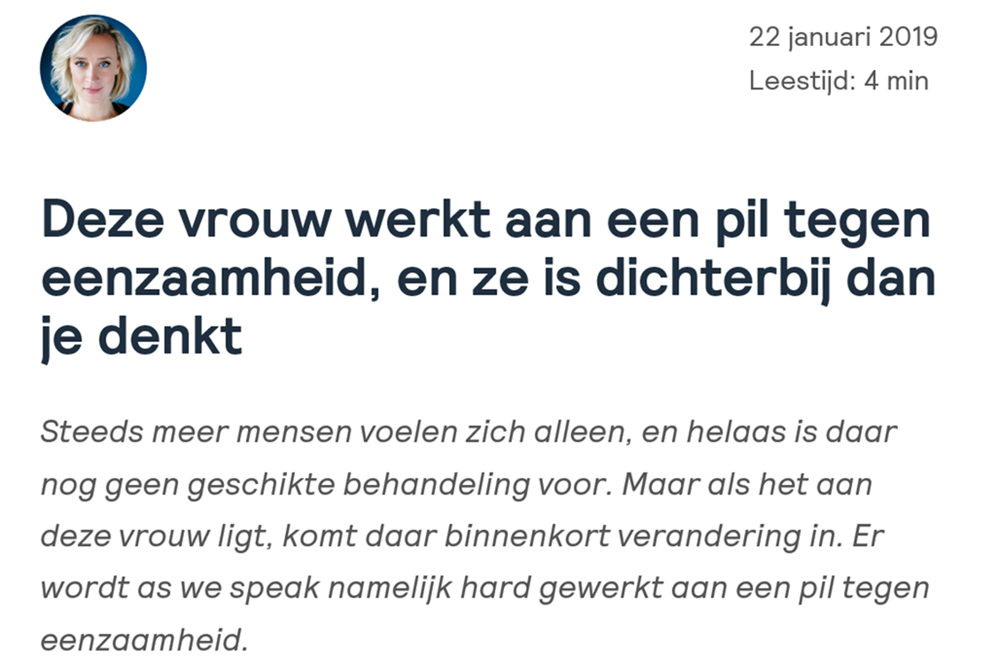 22 januari 2019
Leestijd: 4 min
Deze vrouw werkt aan een pil tegen
eenzaamheid, en ze is dichterbij dan
je denkt
Steeds meer mensen voelen zich alleen, en helaas is daar
nog geen geschikte behandeling voor. Maar als het aan
deze vrouw ligt, komt daar binnenkort verandering in. Er
wordt as we speak namelijk hard gewerkt aan een pil tegen
eenzaamheid.